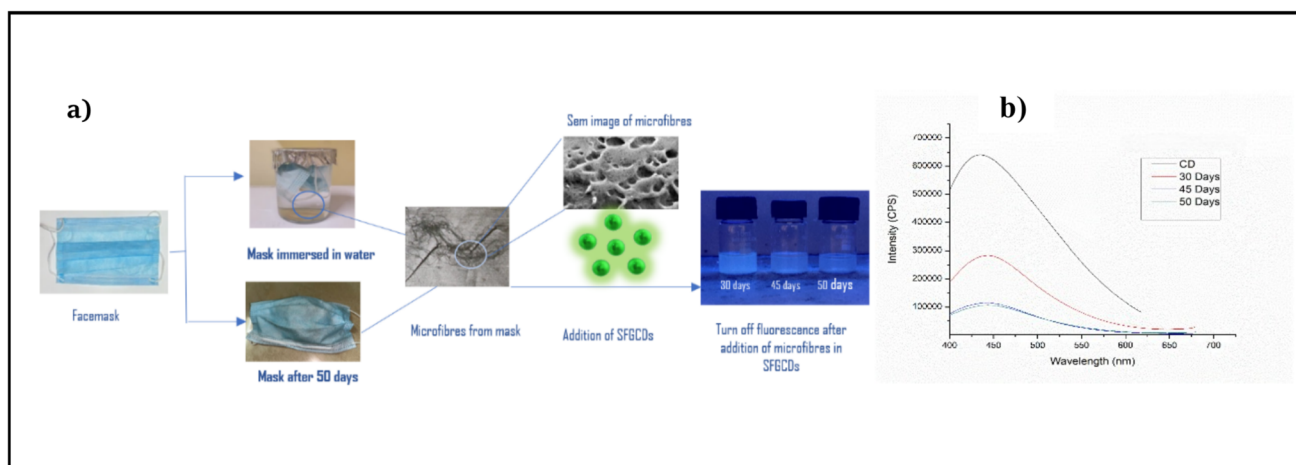 a)
Facemask
Mask immersed in water
Mask after 50 days
Microfibres from mask
Sem image of microfibres
Addition of SFGCDs
30 days
45 days
50 days
Turn off fluorescence after
addition of microfibres in
SFGCDs
b)
700000
600000
500000
400000
300000
200000
100000
Intensity (CPS)
400
450
500
550
600
650
700
Wavelength (nm)
CD
30 Days
45 Days
50 Days